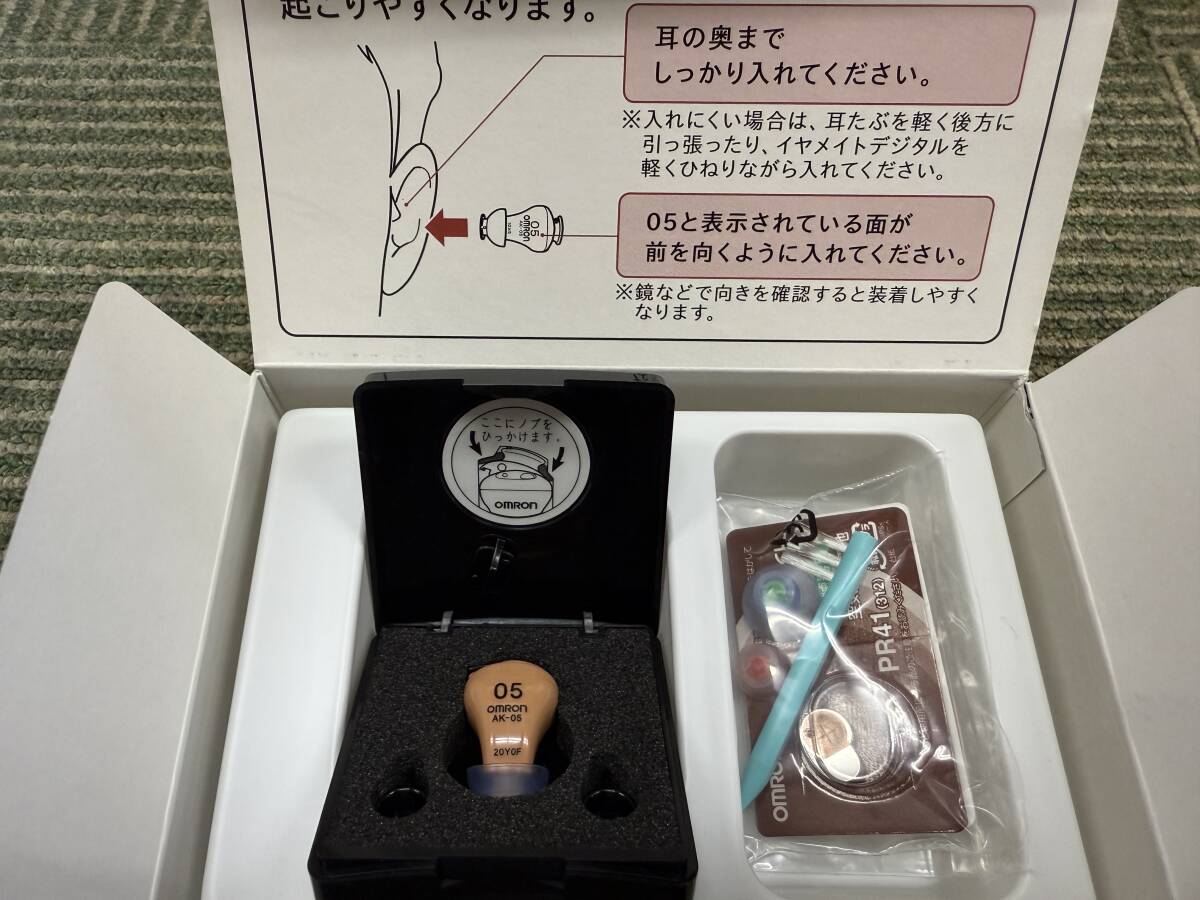 起こりやすくなります。
耳の奥まで
しっかり入れてください。
※入れにくい場合は、耳たぶを軽く後方に
引っ張ったり、イヤメイトデジタルを
軽くひねりながら入れてください。
05
OMRON
AK-05
05と表示されている面が
前を向くように入れてください。
※鏡などで向きを確認すると装着しやすく
なります。
ここにノブを
ひっかけます。
OMRON
05
OMRON
AK-05
20Y0F
PR41(312)
OMRO